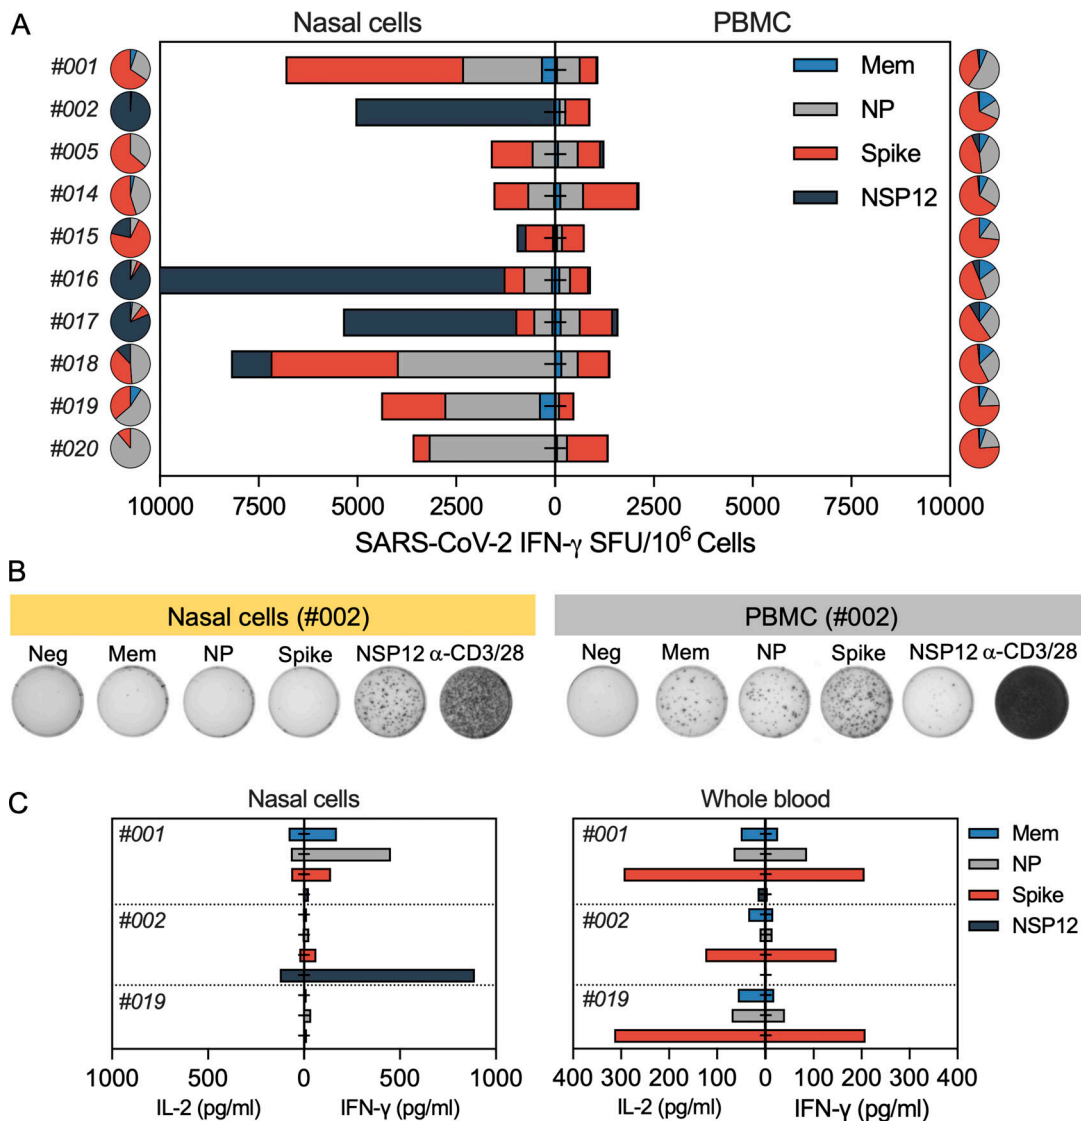 A
Nasal cells
PBMC
#001
#002
#005
#014
#015
#016
#017
#018
#019
#020
Mem
NP
Spike
NSP12
10000 7500 5000 2500 0 2500 5000 7500 10000
SARS-CoV-2 IFN-γ SFU/10⁶ Cells
B
Nasal cells (#002)
PBMC (#002)
Neg Mem NP Spike NSP12 α-CD3/28
Neg Mem NP Spike NSP12 α-CD3/28
C
Nasal cells
#001
#002
#019
1000 500 0 500 1000
IL-2 (pg/ml) IFN-γ (pg/ml)
Whole blood
#001
#002
#019
400 300 200 100 0 100 200 300 400
IL-2 (pg/ml) IFN-γ (pg/ml)
Mem
NP
Spike
NSP12